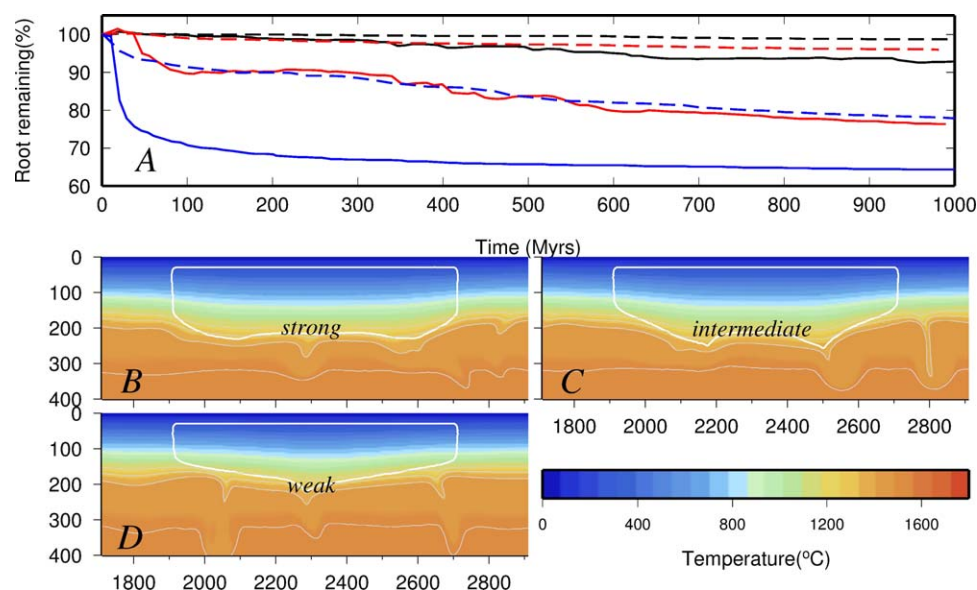 Root remaining(%)
100
90
80
70
60
A
0 100 200 300 400 500 600 700 800 900 1000
Time (Myrs)
0
100
200
300
400
strong
B
intermediate
C
1800 2000 2200 2400 2600 2800
0
100
200
300
400
weak
D
1800 2000 2200 2400 2600 2800
0 400 800 1200 1600
Temperature(ºC)